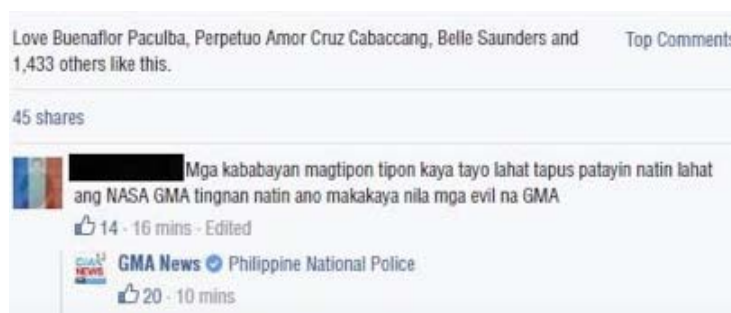 Love Buenaflor Paculba, Perpetuo Amor Cruz Cabaccang, Belle Saunders and Top Comments
1,433 others like this.
45 shares
Mga kababayan magtipon tipon kaya tayo lahat tapus patayin natin lahat
ang NASA GMA tingnan natin ano makakaya nila mga evil na GMA
14 · 16 mins · Edited
GMA News Philippine National Police
20 · 10 mins